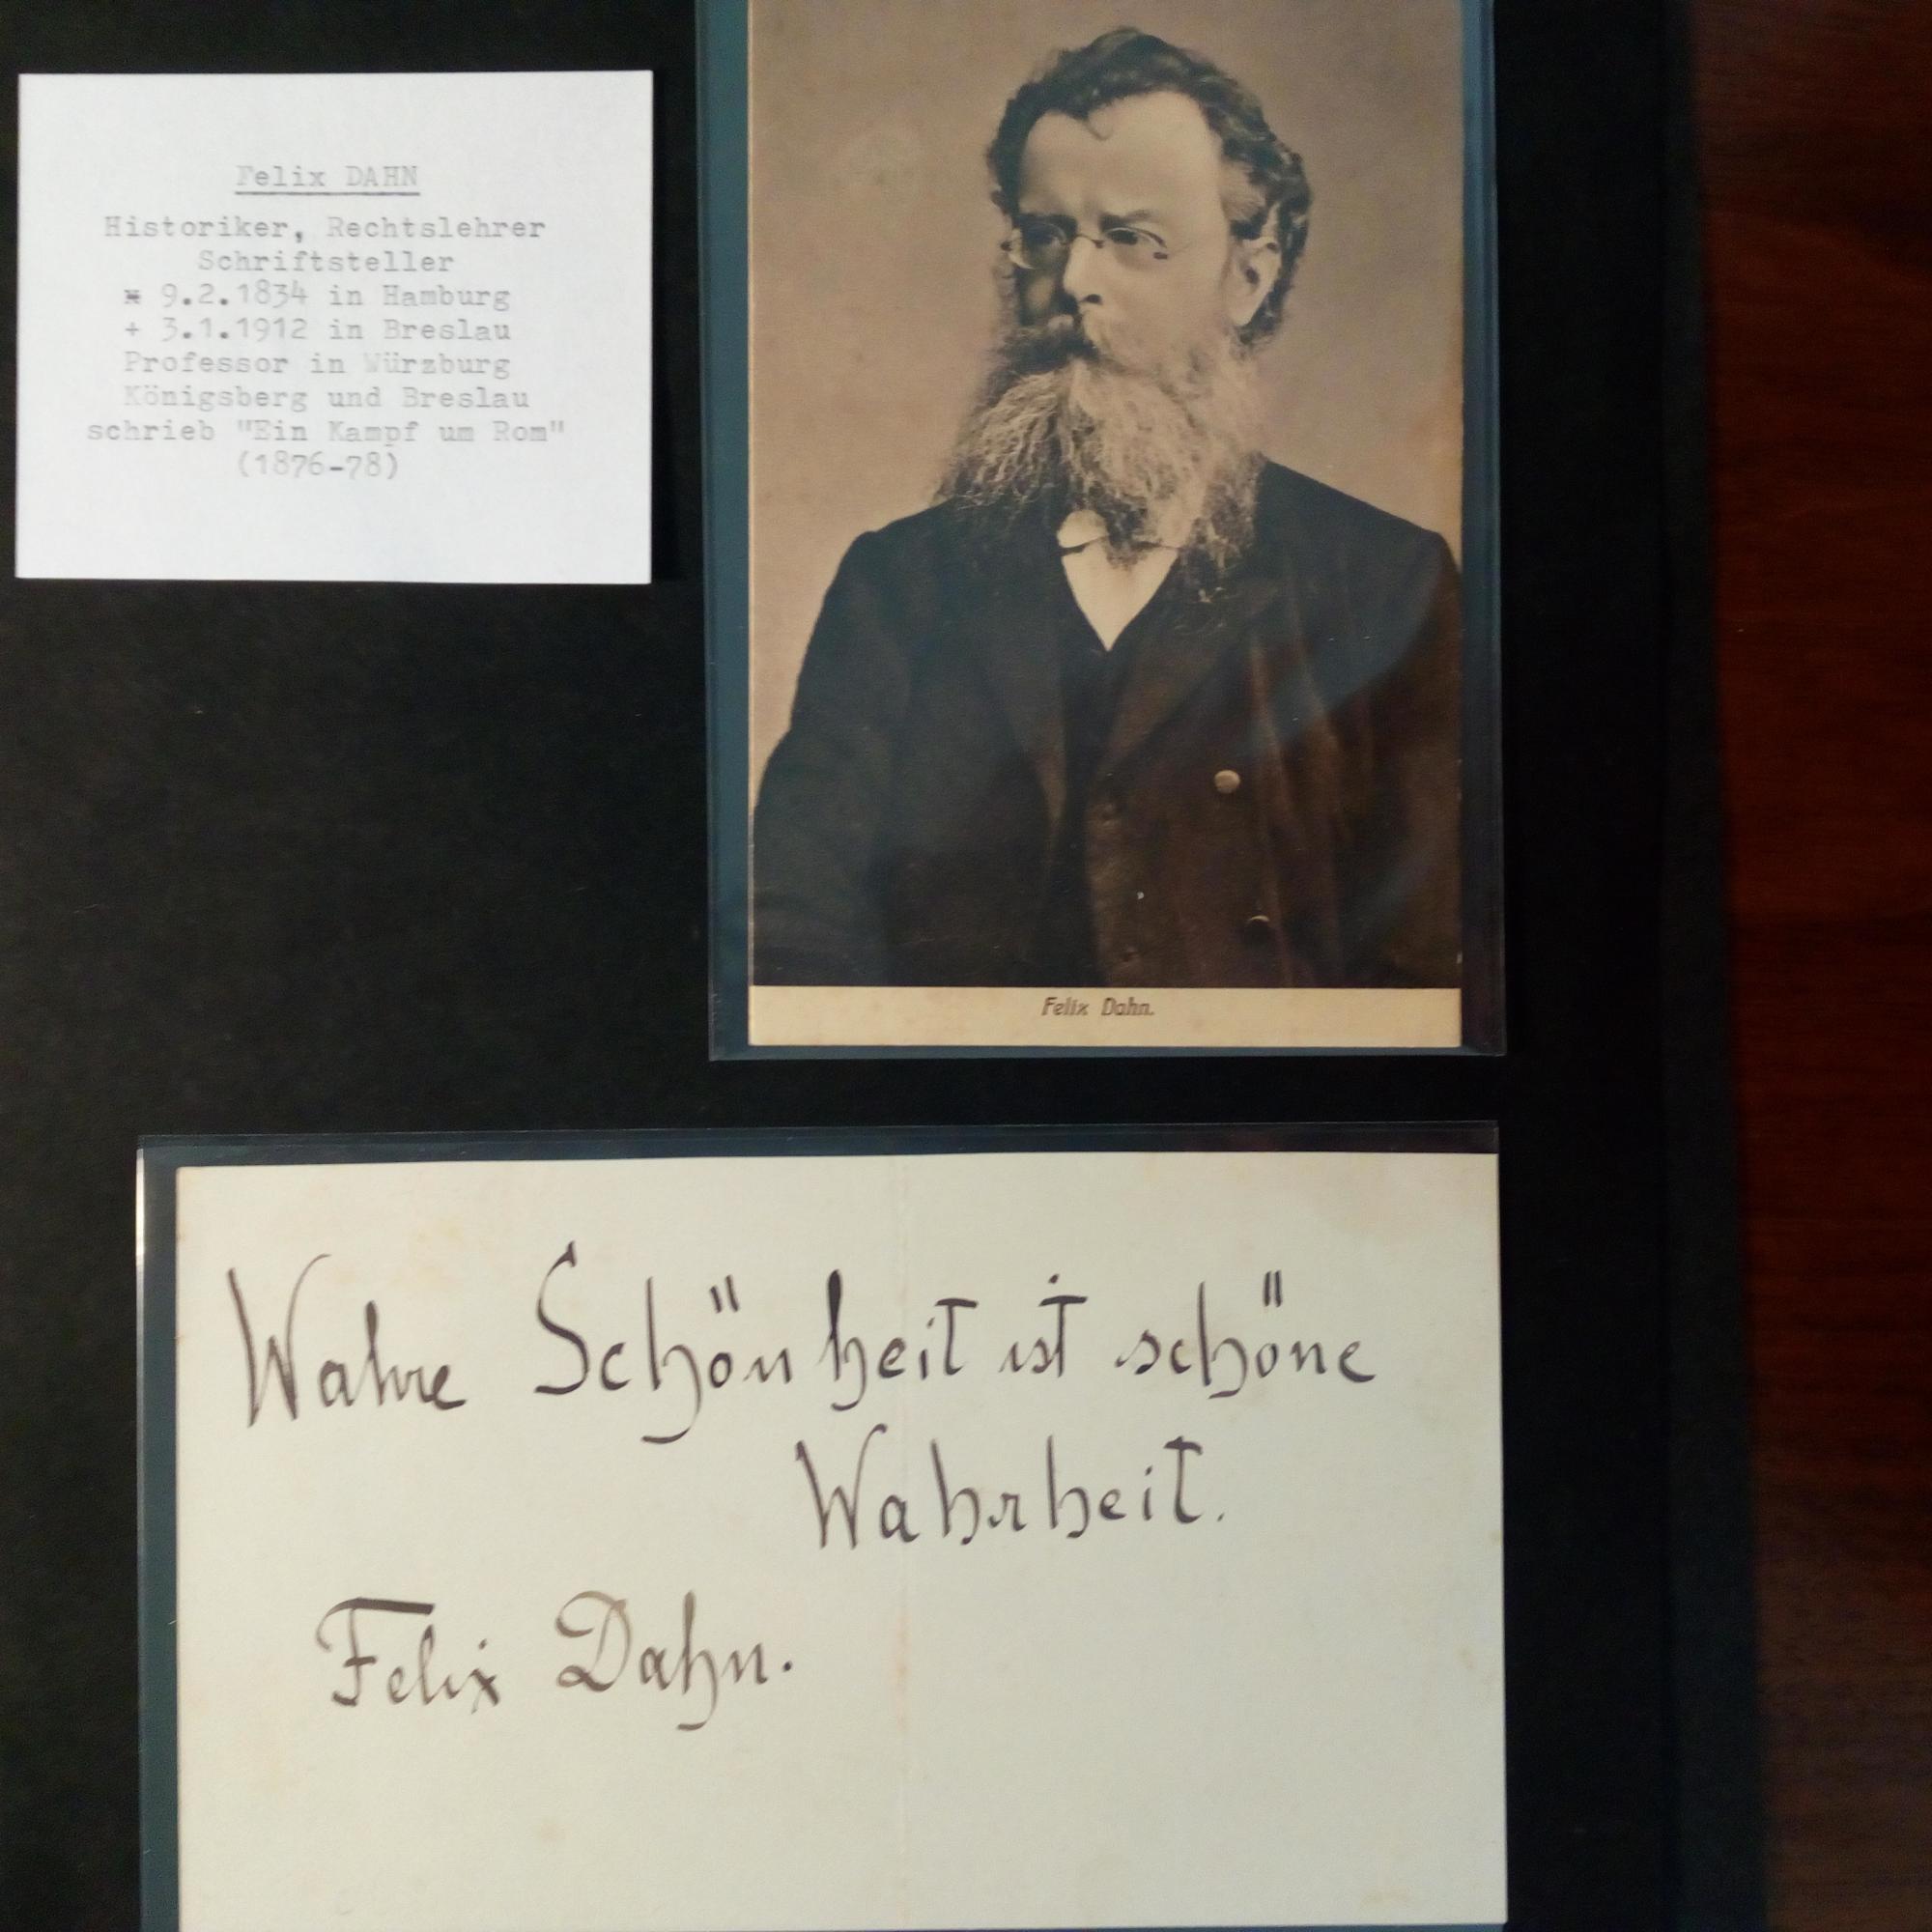 Felix DAHN
Historiker, Rechtslehrer
Schriftsteller
* 9.2.1834 in Hamburg
+ 3.1.1912 in Breslau
Professor in Würzburg
Königsberg und Breslau
schrieb "Ein Kampf um Rom"
(1876-78)
Felix Dahn.
Wahre Schönheit ist schöne
Wahrheit.
Felix Dahn.